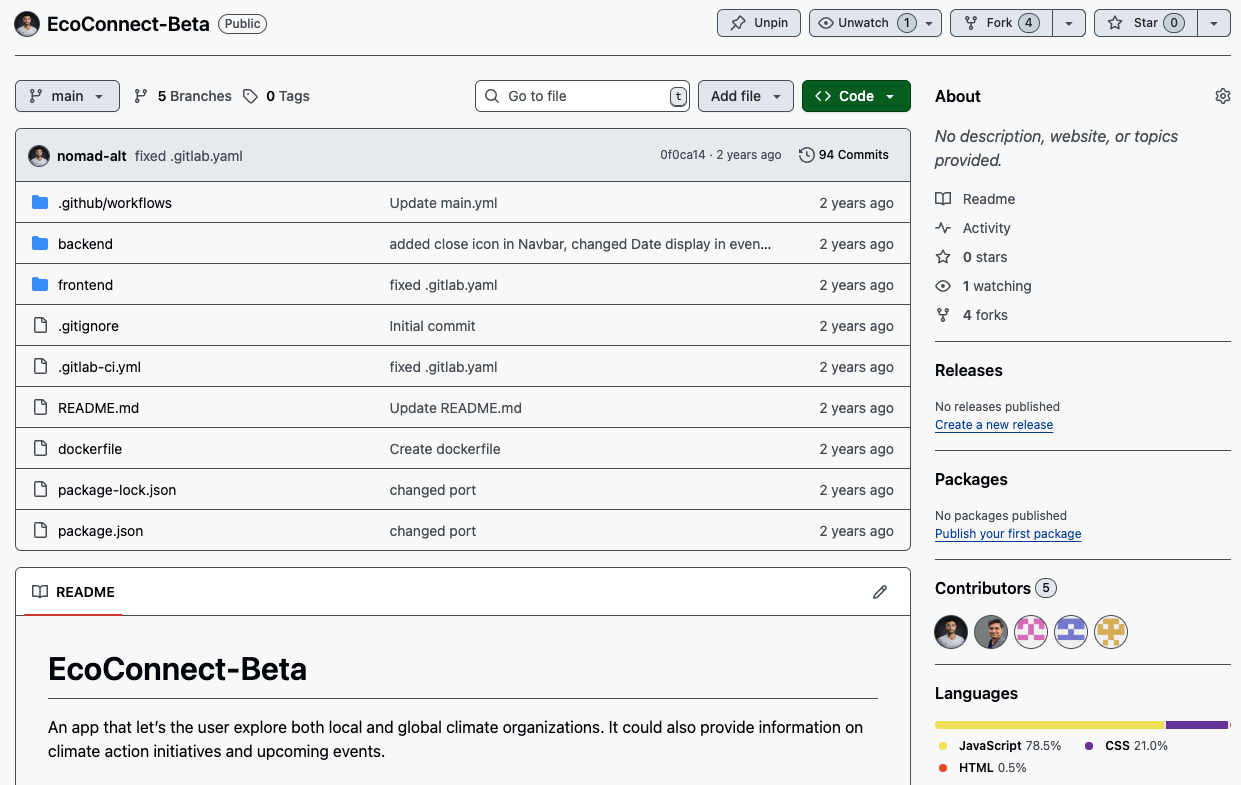 EcoConnect-Beta Public Unpin Unwatch 1 Fork 4 Star 0
main 5 Branches 0 Tags Go to file t Add file Code
nomad-alt fixed .gitlab.yaml 0f0ca14 · 2 years ago 94 Commits
.github/workflows Update main.yml 2 years ago
backend added close icon in Navbar, changed Date display in even... 2 years ago
frontend fixed .gitlab.yaml 2 years ago
.gitignore Initial commit 2 years ago
.gitlab-ci.yml fixed .gitlab.yaml 2 years ago
README.md Update README.md 2 years ago
dockerfile Create dockerfile 2 years ago
package-lock.json changed port 2 years ago
package.json changed port 2 years ago
README
EcoConnect-Beta
An app that let’s the user explore both local and global climate organizations. It could also provide information on
climate action initiatives and upcoming events.
About
No description, website, or topics
provided.
Readme
Activity
0 stars
1 watching
4 forks
Releases
No releases published
Create a new release
Packages
No packages published
Publish your first package
Contributors 5
Languages
JavaScript 78.5% CSS 21.0%
HTML 0.5%